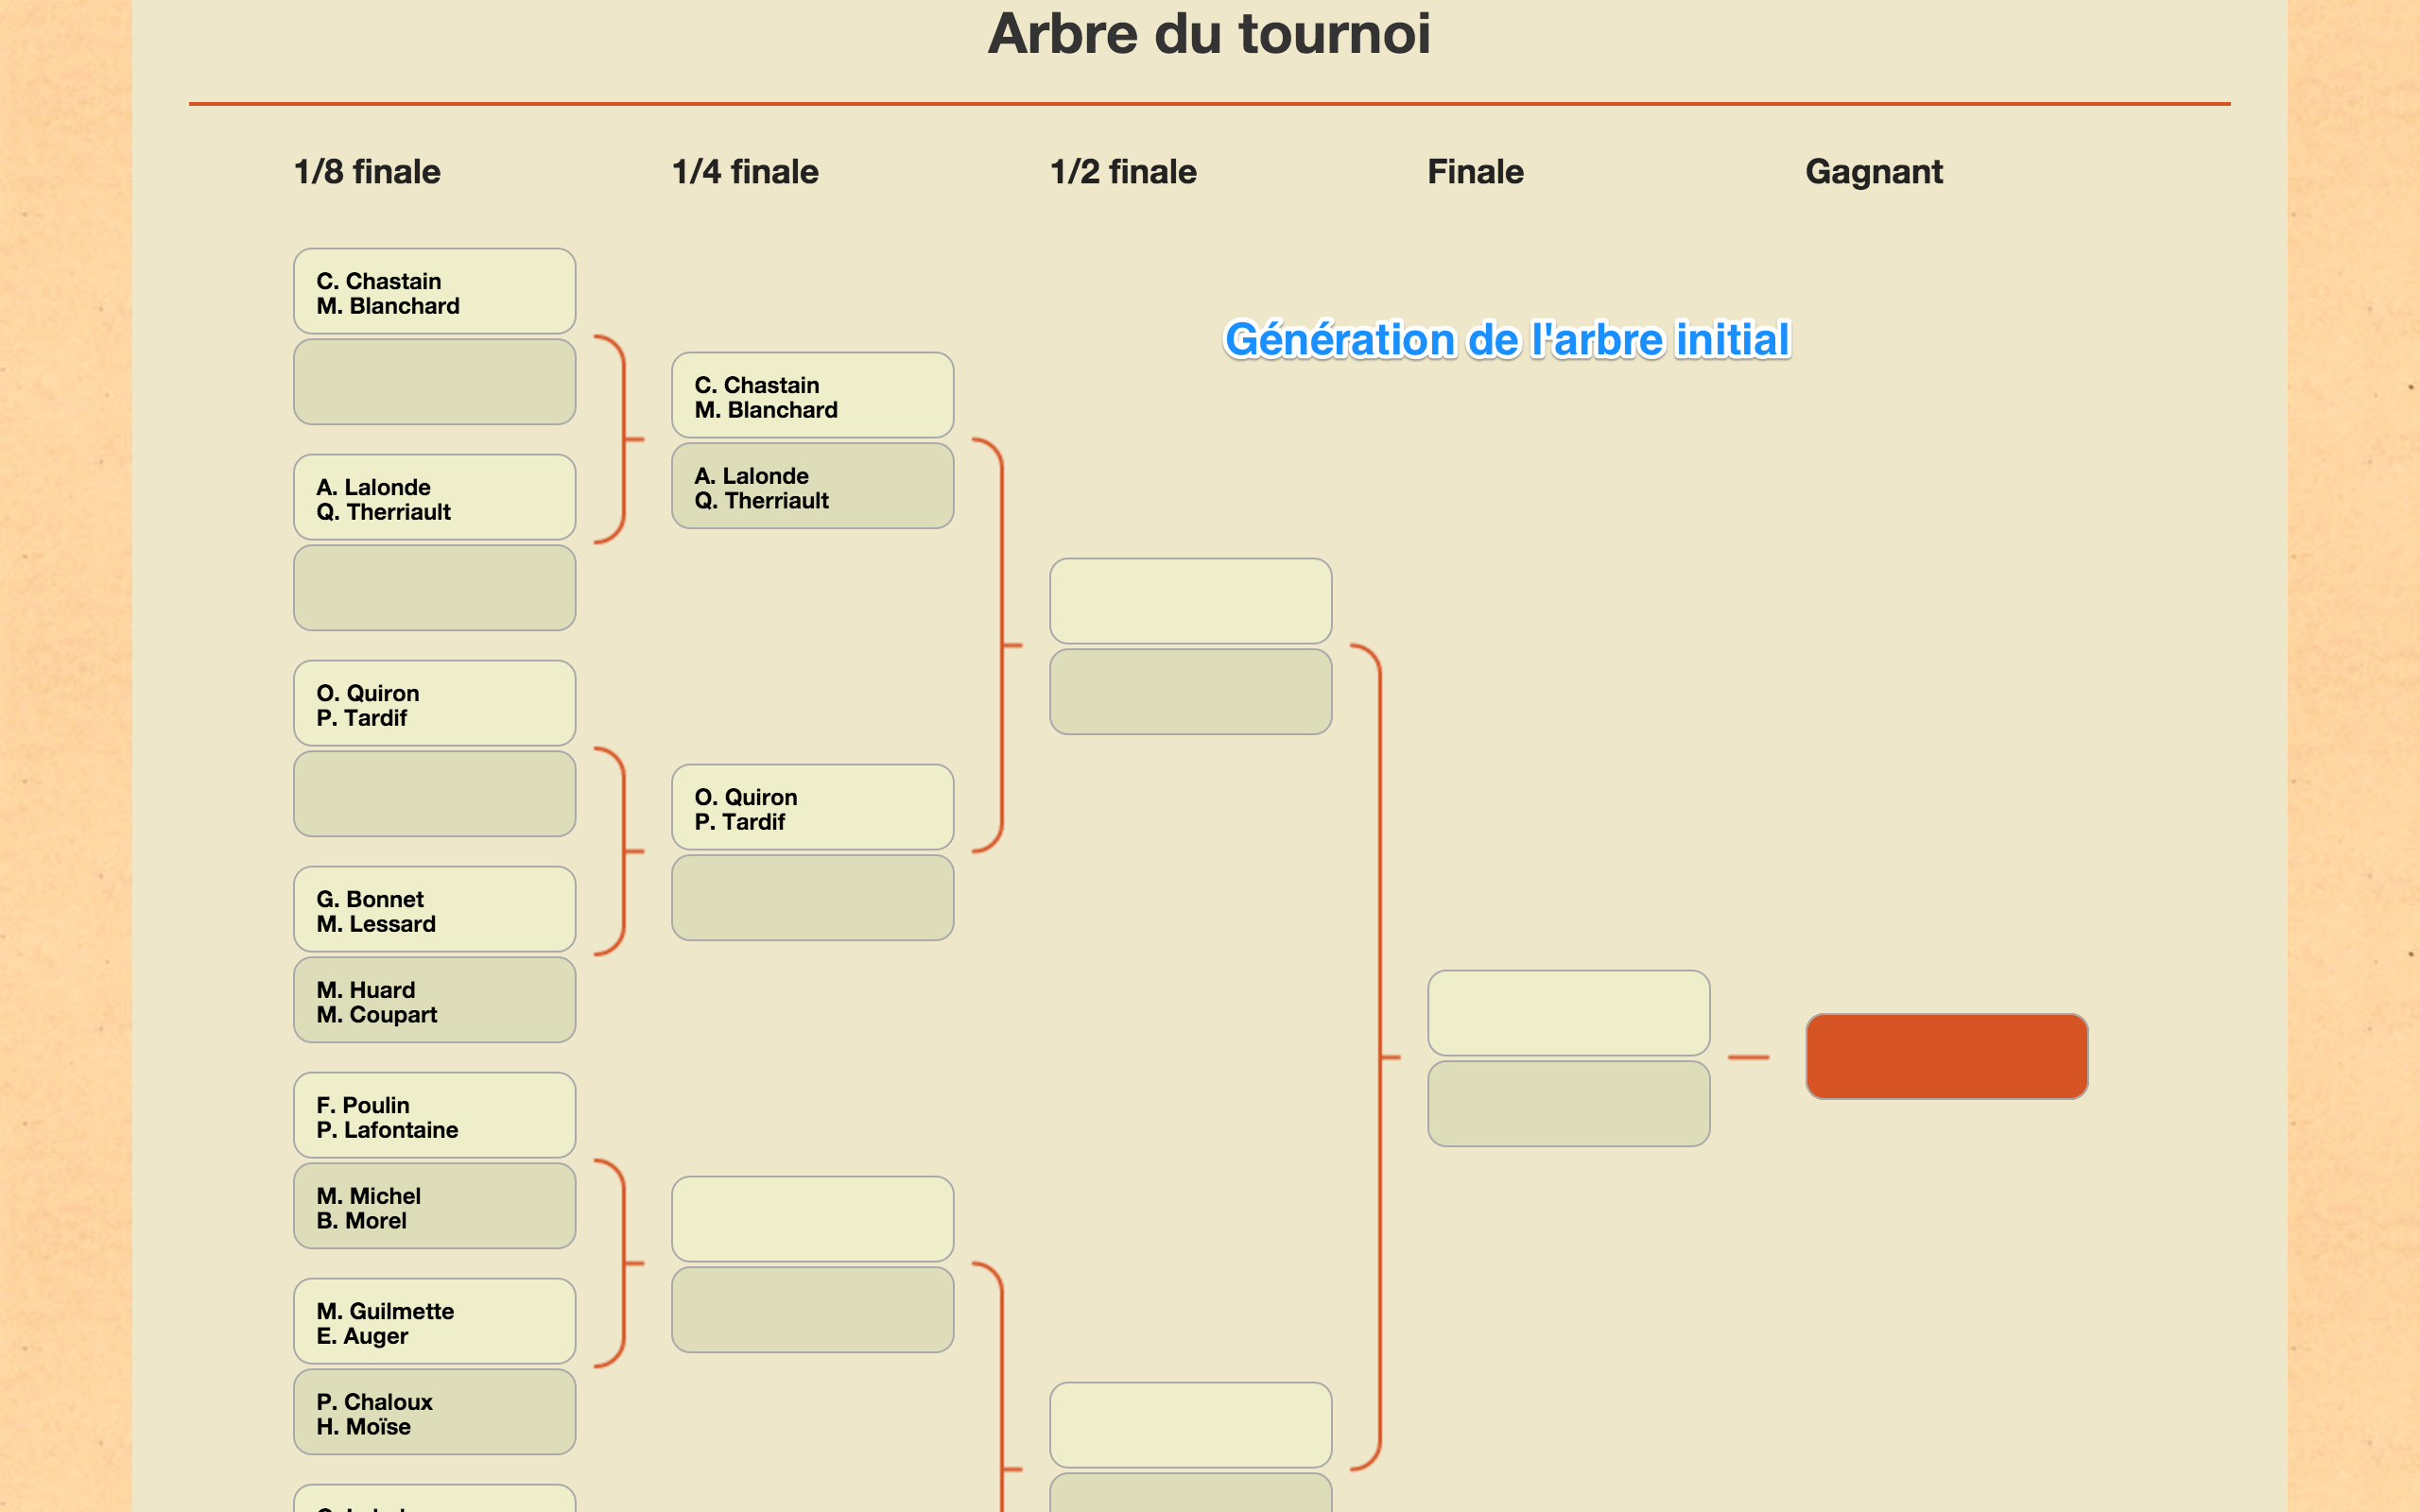 Arbre du tournoi
1/8 finale
1/4 finale
1/2 finale
Finale
Gagnant
Génération de l'arbre initial
C. Chastain
M. Blanchard
A. Lalonde
Q. Therriault
O. Quiron
P. Tardif
G. Bonnet
M. Lessard
M. Huard
M. Coupart
F. Poulin
P. Lafontaine
M. Michel
B. Morel
M. Guilmette
E. Auger
P. Chaloux
H. Moïse
C. Chastain
M. Blanchard
A. Lalonde
Q. Therriault
O. Quiron
P. Tardif